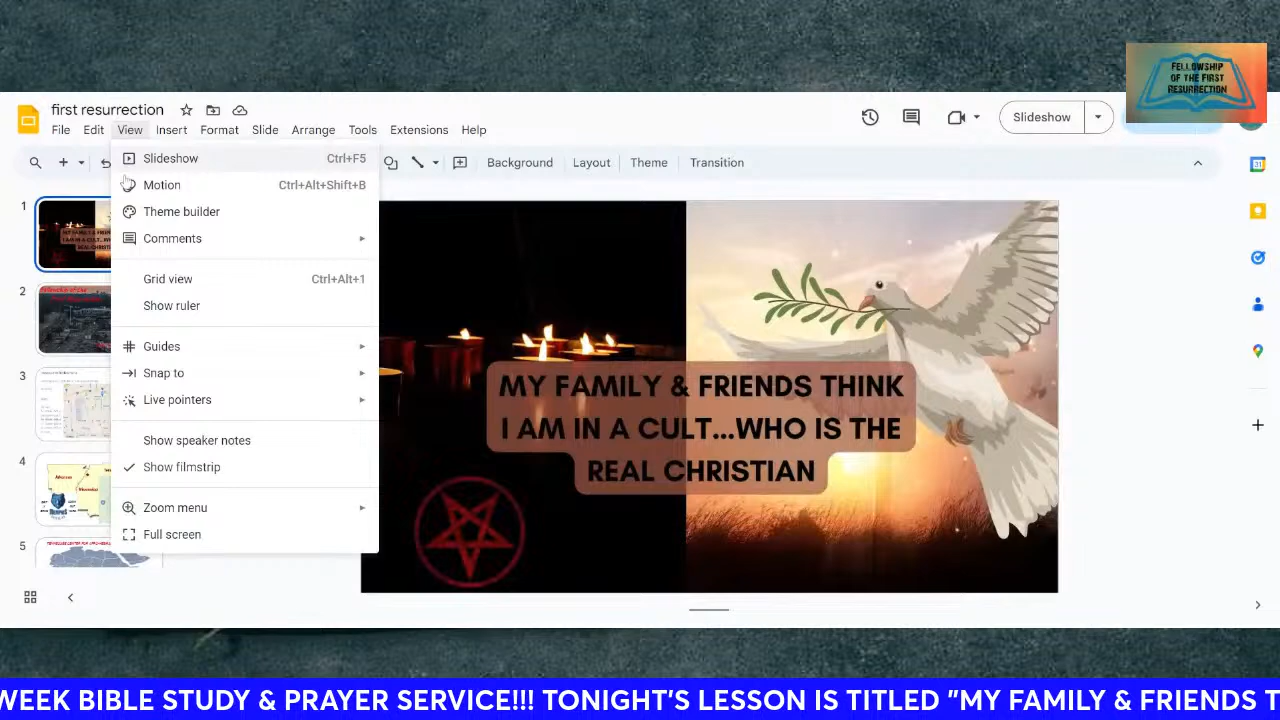 FELLOWSHIP
OF THE FIRST
RESURRECTION
first resurrection
File Edit View Insert Format Slide Arrange Tools Extensions Help
Slideshow
Background Layout Theme Transition
Slideshow Ctrl+F5
Motion Ctrl+Alt+Shift+B
Theme builder
Comments
Grid view Ctrl+Alt+1
Show ruler
Guides
Snap to
Live pointers
Show speaker notes
Show filmstrip
Zoom menu
Full screen
1
2
3
4
5
MY FAMILY & FRIENDS THINK
I AM IN A CULT...WHO IS THE
REAL CHRISTIAN
31
WEEK BIBLE STUDY & PRAYER SERVICE!!! TONIGHT'S LESSON IS TITLED "MY FAMILY & FRIENDS T